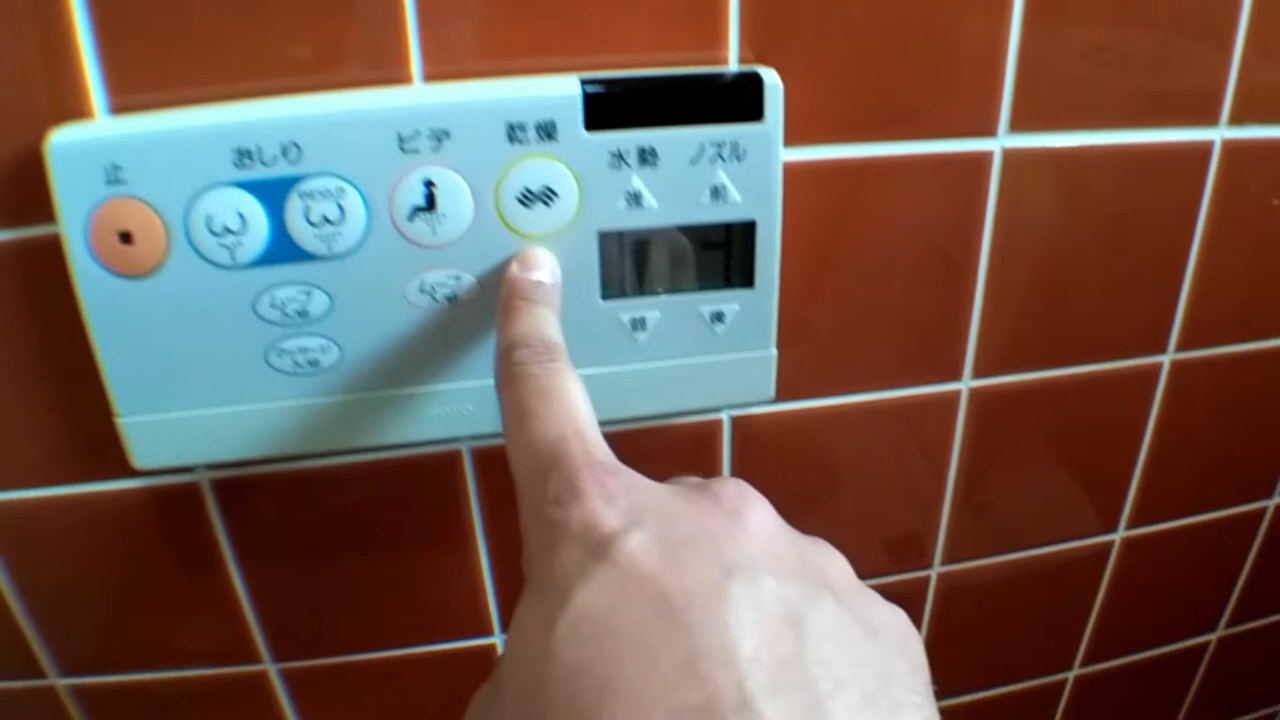 止
おしり
ビデ
乾燥
水勢
ノズル
強
前
弱
後